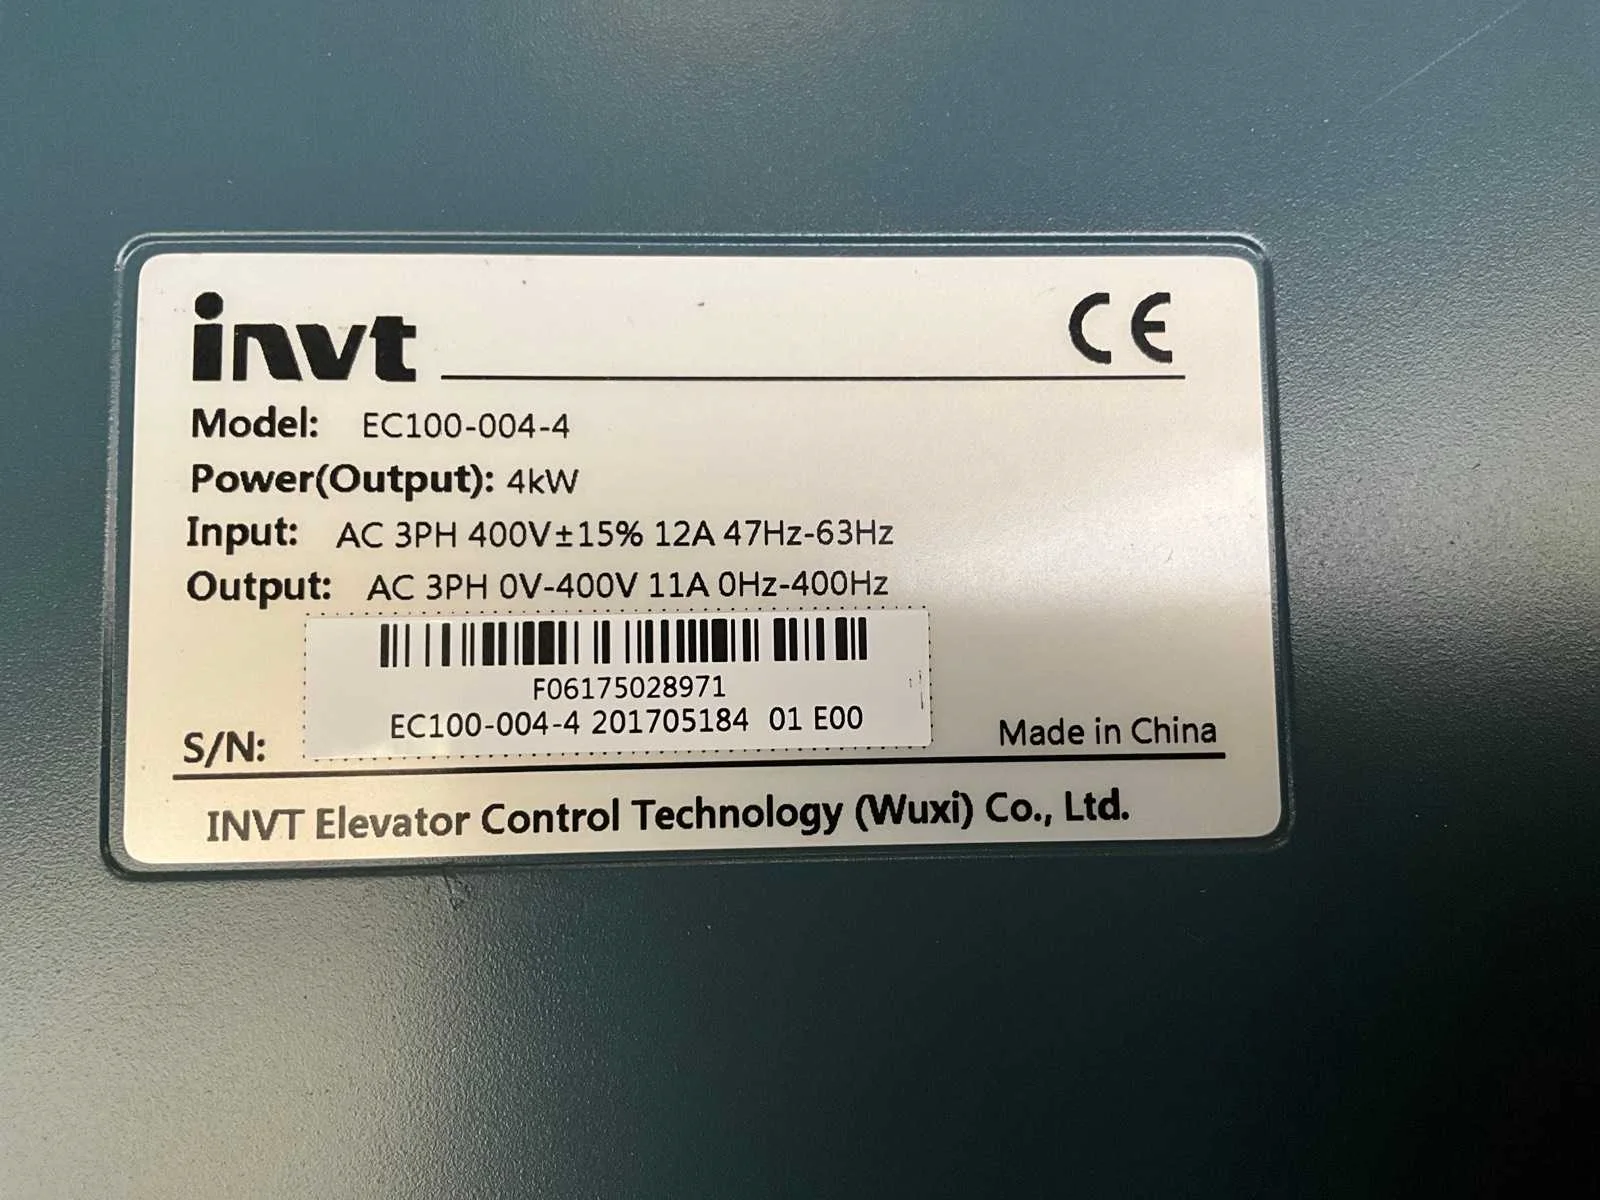 invt CE
Model: EC100-004-4
Power(Output): 4kW
Input: AC 3PH 400V±15% 12A 47Hz-63Hz
Output: AC 3PH 0V-400V 11A 0Hz-400Hz
F06175028971
EC100-004-4 201705184 01 E00
S/N:
Made in China
INVT Elevator Control Technology (Wuxi) Co., Ltd.